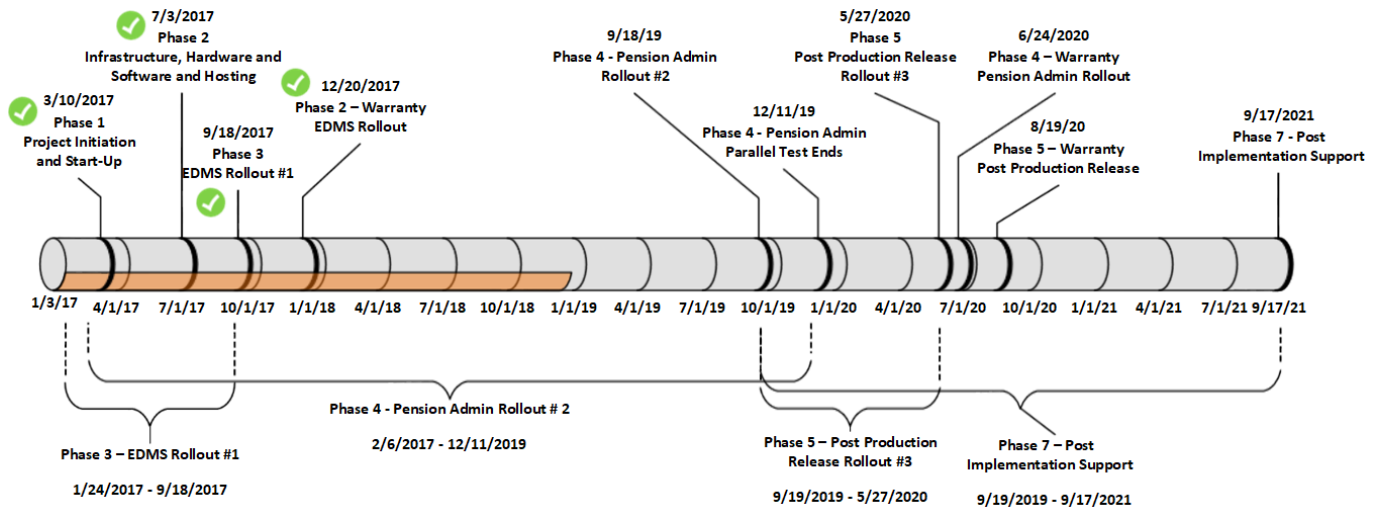 7/3/2017
Phase 2
Infrastructure, Hardware and
Software and Hosting
3/10/2017
Phase 1
Project Initiation
and Start-Up
9/18/2017
Phase 3
EDMS Rollout #1
12/20/2017
Phase 2 – Warranty
EDMS Rollout
9/18/19
Phase 4 - Pension Admin
Rollout #2
12/11/19
Phase 4 - Pension Admin
Parallel Test Ends
5/27/2020
Phase 5
Post Production Release
Rollout #3
6/24/2020
Phase 4 – Warranty
Pension Admin Rollout
8/19/20
Phase 5 – Warranty
Post Production Release
9/17/2021
Phase 7 - Post
Implementation Support
1/3/17 4/1/17 7/1/17 10/1/17 1/1/18 4/1/18 7/1/18 10/1/18 1/1/19 4/1/19 7/1/19 10/1/19 1/1/20 4/1/20 7/1/20 10/1/20 1/1/21 4/1/21 7/1/21 9/17/21
Phase 3 – EDMS Rollout #1
1/24/2017 - 9/18/2017
Phase 4 - Pension Admin Rollout # 2
2/6/2017 - 12/11/2019
Phase 5 – Post Production
Release Rollout #3
9/19/2019 - 5/27/2020
Phase 7 – Post
Implementation Support
9/19/2019 - 9/17/2021